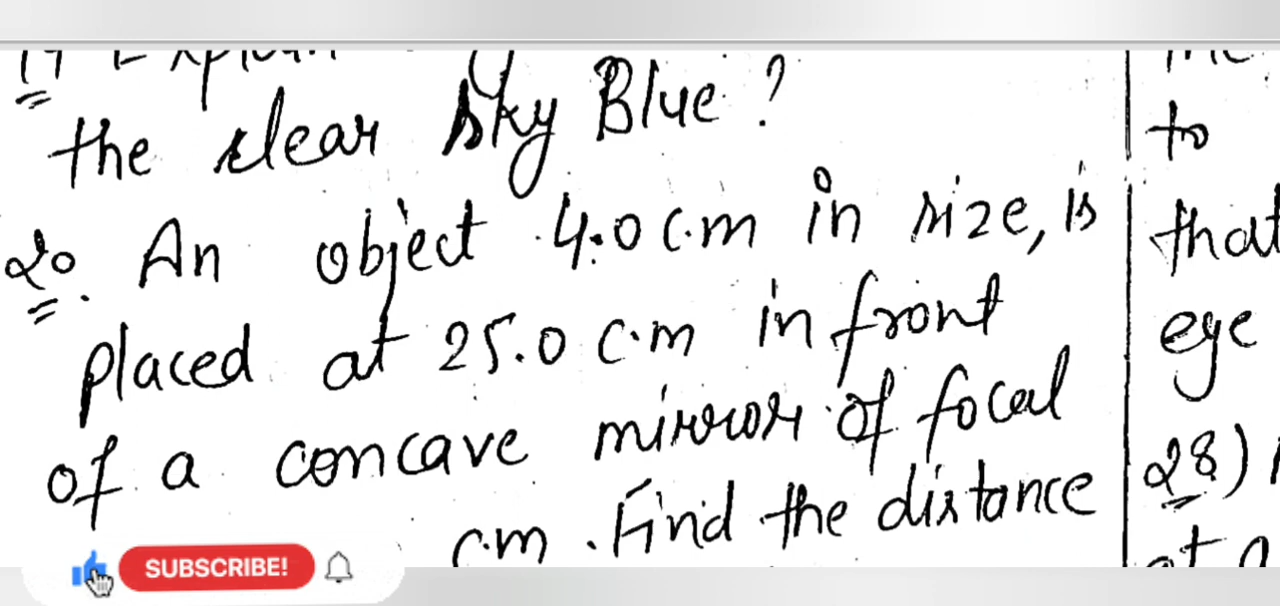 the clear sky Blue ?
20. An object 4.0 c.m in size, is
placed at 25.0 c.m in front
of a concave mirror of focal
c.m . Find the distance
SUBSCRIBE!
to
that
eye
28)